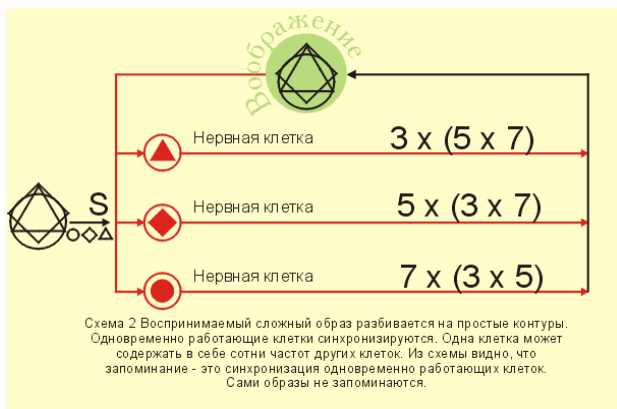 Воображение
Нервная клетка 3 x (5 x 7)
S
Нервная клетка 5 x (3 x 7)
Нервная клетка 7 x (3 x 5)
Схема 2 Воспринимаемый сложный образ разбивается на простые контуры.
Одновременно работающие клетки синхронизируются. Одна клетка может
содержать в себе сотни частот других клеток. Из схемы видно, что
запоминание - это синхронизация одновременно работающих клеток.
Сами образы не запоминаются.